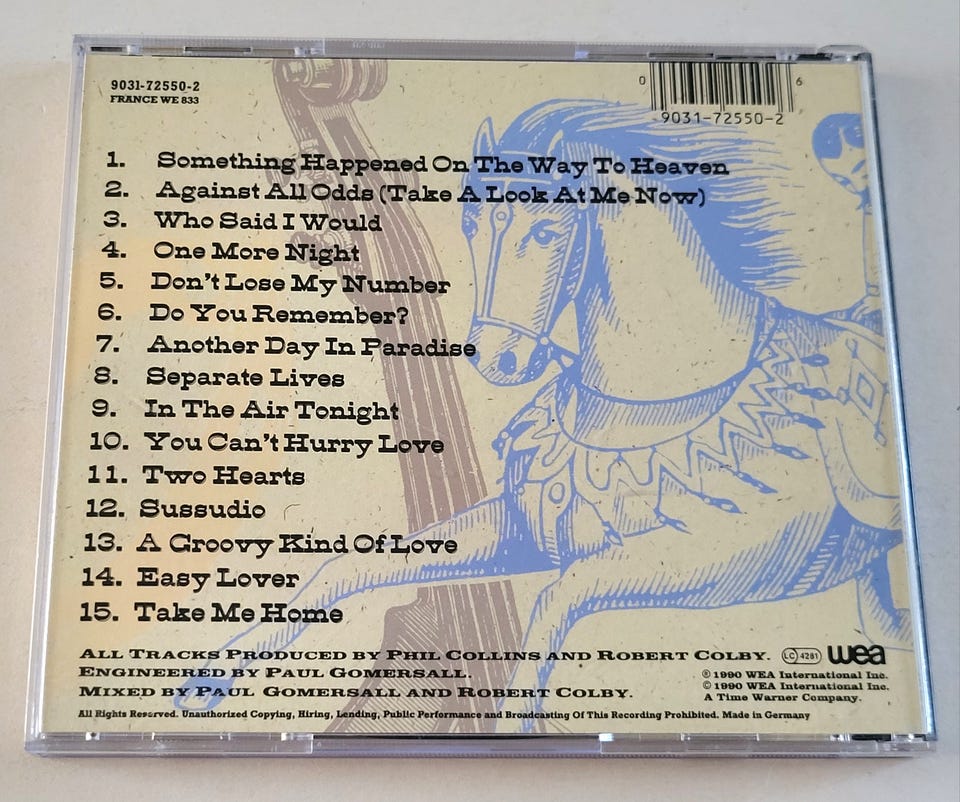 9031-72550-2
FRANCE WE 833
0 6
9031-72550-2
1. Something Happened On The Way To Heaven
2. Against All Odds (Take A Look At Me Now)
3. Who Said I Would
4. One More Night
5. Don't Lose My Number
6. Do You Remember?
7. Another Day In Paradise
8. Separate Lives
9. In The Air Tonight
10. You Can't Hurry Love
11. Two Hearts
12. Sussudio
13. A Groovy Kind Of Love
14. Easy Lover
15. Take Me Home
All Tracks Produced by Phil Collins and Robert Colby. LC 4281 wea
Engineered by Paul Gomersall. ℗ 1990 WEA International Inc.
© 1990 WEA International Inc.
Mixed by Paul Gomersall and Robert Colby. A Time Warner Company.
All Rights Reserved. Unauthorized Copying, Hiring, Lending, Public Performance and Broadcasting Of This Recording Prohibited. Made in Germany